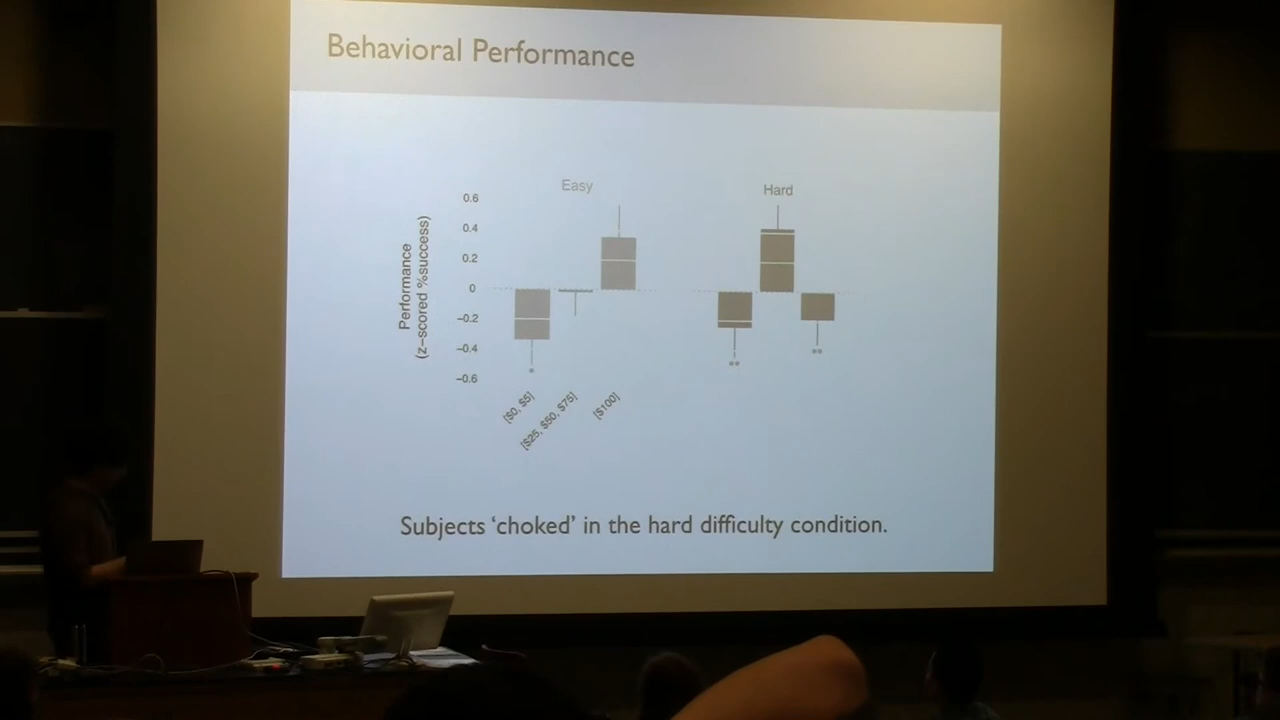 Behavioral Performance
Easy
Hard
Performance
(z-scored %success)
0.6
0.4
0.2
0
-0.2
-0.4
-0.6
*
**
**
[$0, $5]
[$25, $50, $75]
[$100]
Subjects ‘choked’ in the hard difficulty condition.